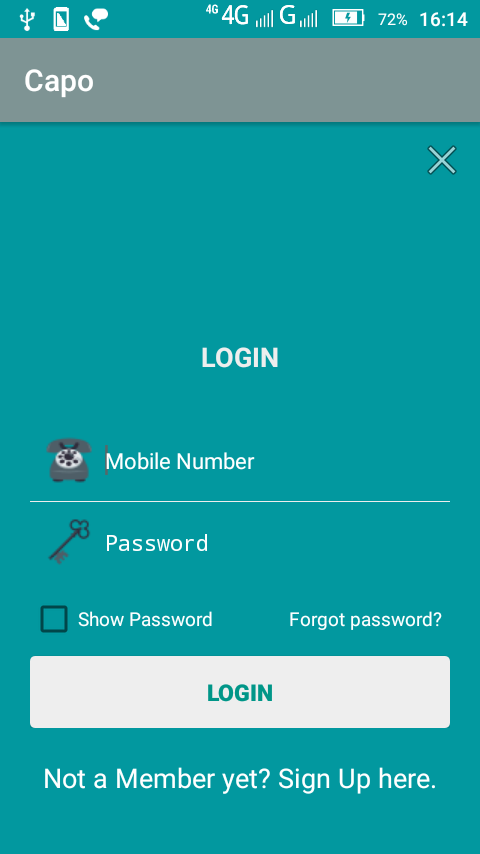 4G 4G G 72% 16:14
Capo
LOGIN
Mobile Number
Password
Show Password Forgot password?
LOGIN
Not a Member yet? Sign Up here.